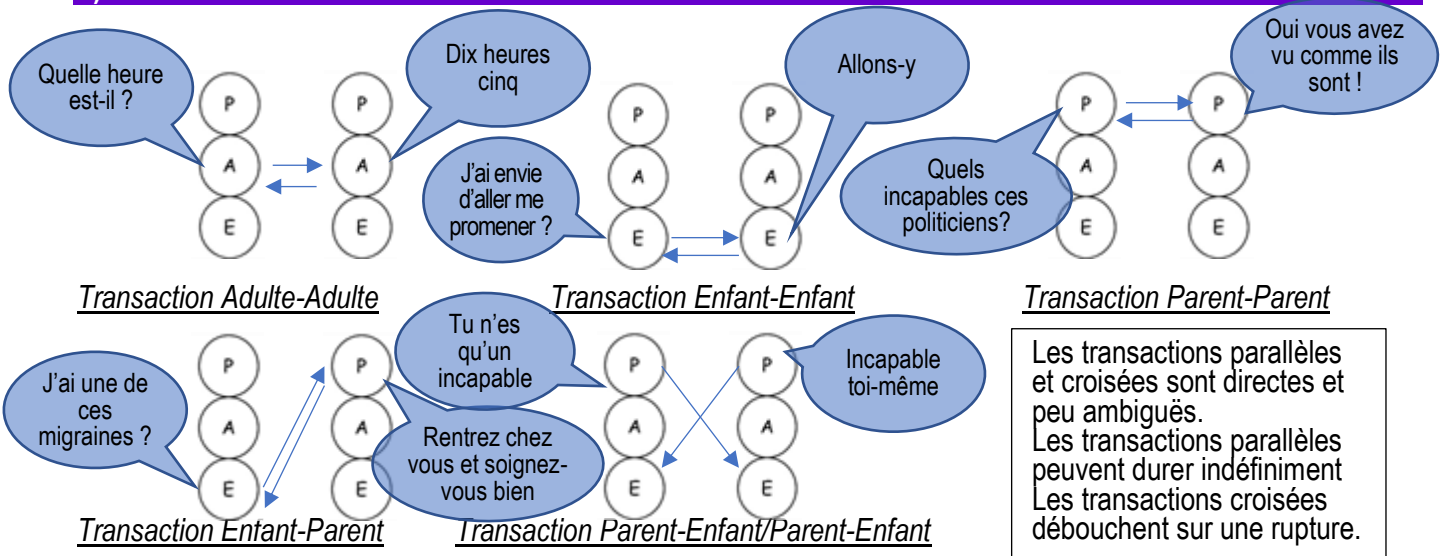 Quelle heure
est-il ?
P
A
E
P
A
E
Dix heures
cinq
J'ai envie
d'aller me
promener ?
P
A
E
P
A
E
Allons-y
Quels
incapables ces
politiciens?
P
A
E
P
A
E
Oui vous avez
vu comme ils
sont !
Transaction Adulte-Adulte
Transaction Enfant-Enfant
Transaction Parent-Parent
J'ai une de
ces
migraines ?
P
A
E
P
A
E
Rentrez chez
vous et soignez-
vous bien
Tu n'es
qu'un
incapable
P
A
E
P
A
E
Incapable
toi-même
Transaction Enfant-Parent
Transaction Parent-Enfant/Parent-Enfant
Les transactions parallèles
et croisées sont directes et
peu ambiguës.
Les transactions parallèles
peuvent durer indéfiniment
Les transactions croisées
débouchent sur une rupture.